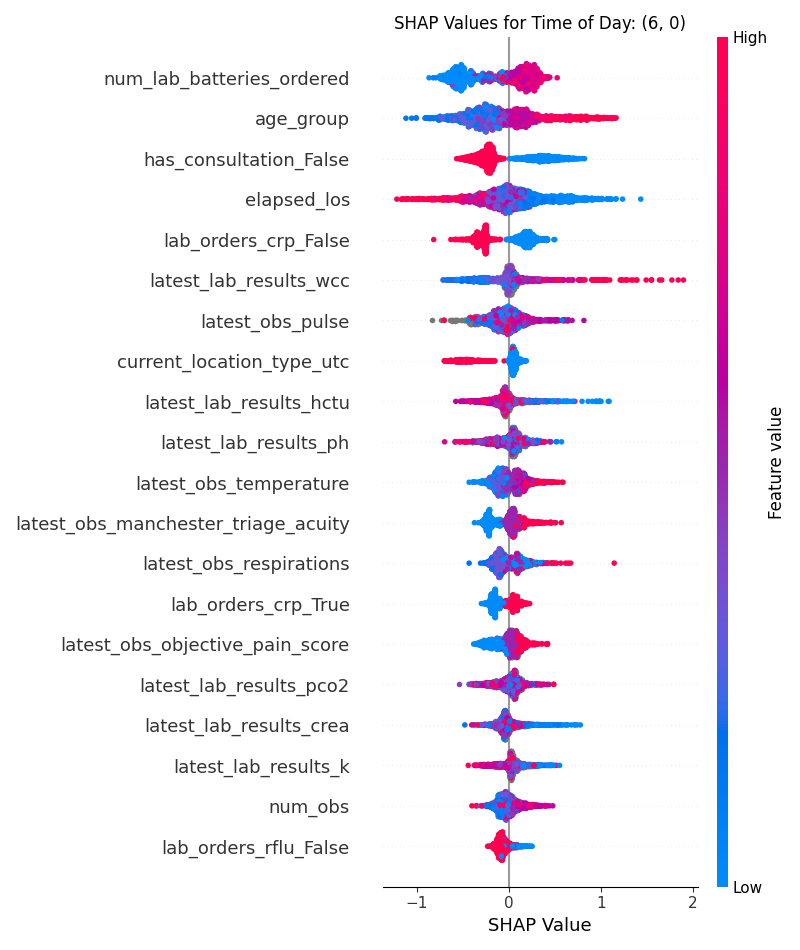 SHAP Values for Time of Day: (6, 0)
High
num_lab_batteries_ordered
age_group
has_consultation_False
elapsed_los
lab_orders_crp_False
latest_lab_results_wcc
latest_obs_pulse
current_location_type_utc
latest_lab_results_hctu
latest_lab_results_ph
latest_obs_temperature
latest_obs_manchester_triage_acuity
latest_obs_respirations
lab_orders_crp_True
latest_obs_objective_pain_score
latest_lab_results_pco2
latest_lab_results_crea
latest_lab_results_k
num_obs
lab_orders_rflu_False
Feature value
Low
−1 0 1 2
SHAP Value